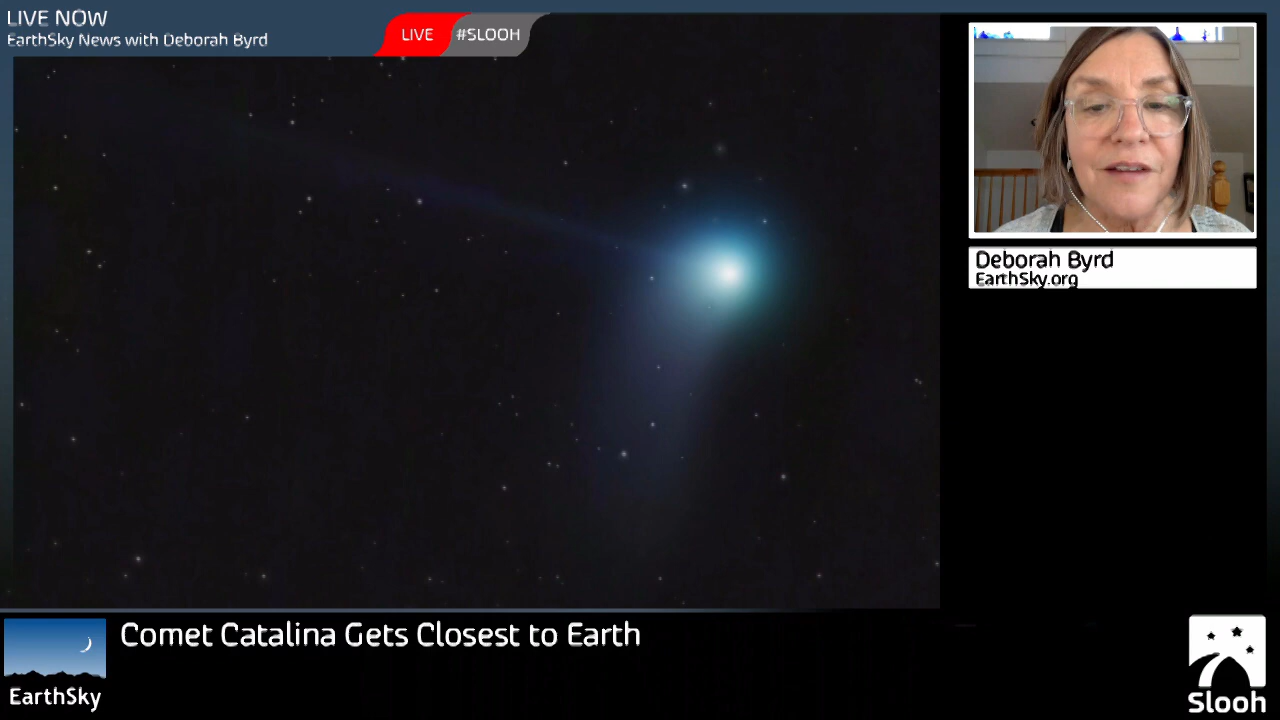 LIVE NOW
EarthSky News with Deborah Byrd
LIVE #SLOOH
Deborah Byrd
EarthSky.org
Comet Catalina Gets Closest to Earth
EarthSky
Slooh